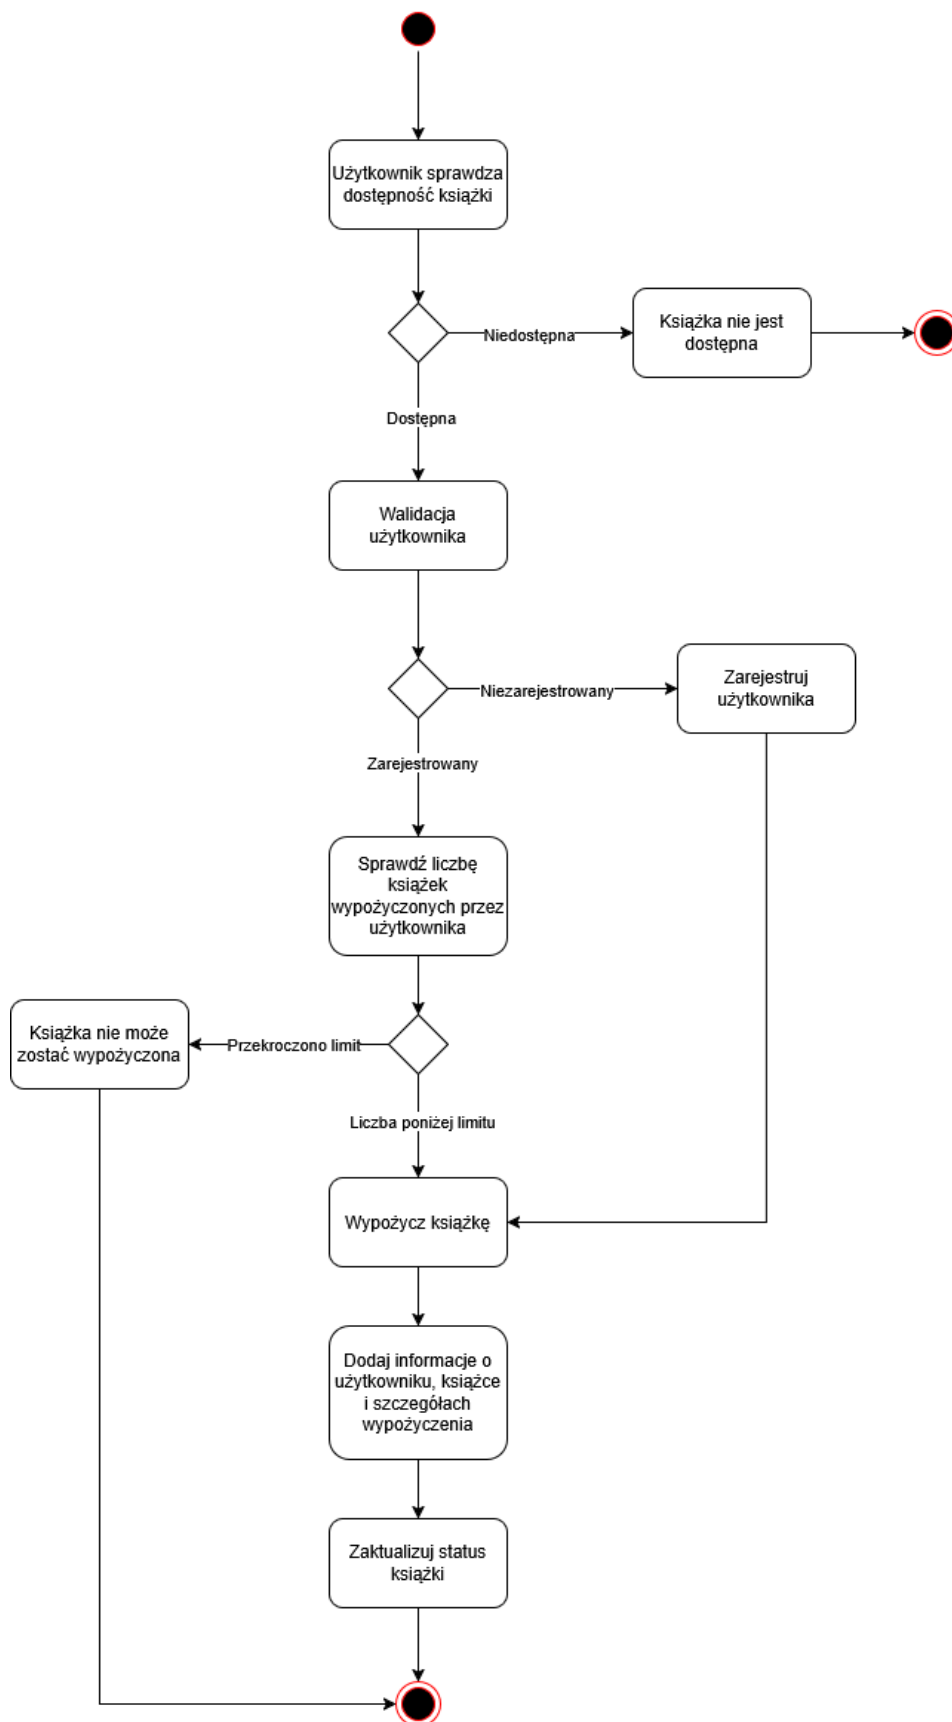 Użytkownik sprawdza
dostępność książki
Niedostępna
Książka nie jest
dostępna
Dostępna
Walidacja
użytkownika
Niezarejestrowany
Zarejestruj
użytkownika
Zarejestrowany
Sprawdź liczbę
książek
wypożyczonych przez
użytkownika
Książka nie może
zostać wypożyczona
Przekroczono limit
Liczba poniżej limitu
Wypożycz książkę
Dodaj informacje o
użytkowniku, książce
i szczegółach
wypożyczenia
Zaktualizuj status
książki